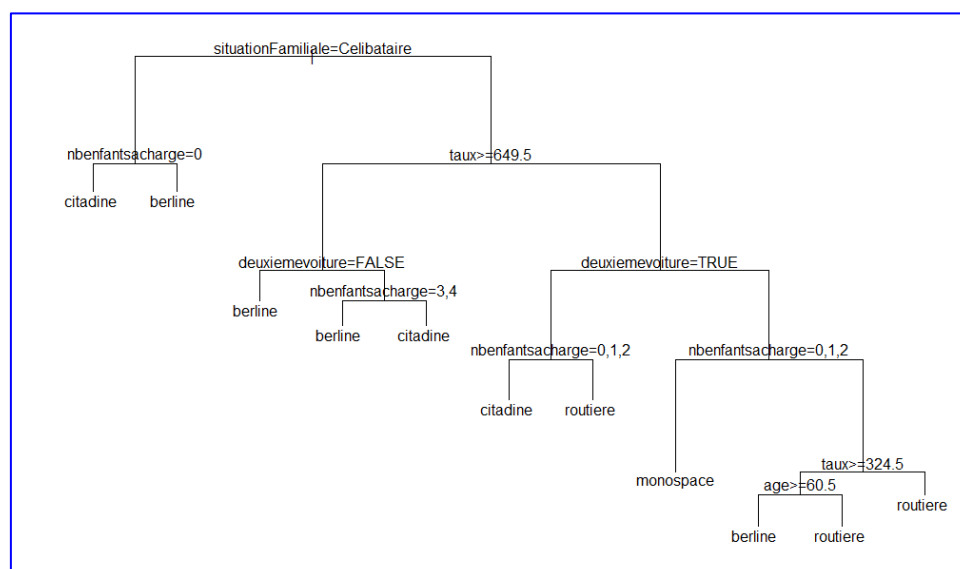 situationFamiliale=Celibataire
nbenfantsacharge=0
taux>=649.5
citadine
berline
deuxiemevoiture=FALSE
deuxiemevoiture=TRUE
nbenfantsacharge=3,4
berline
berline
citadine
nbenfantsacharge=0,1,2
nbenfantsacharge=0,1,2
citadine
routiere
taux>=324.5
monospace
age>=60.5
routiere
berline
routiere